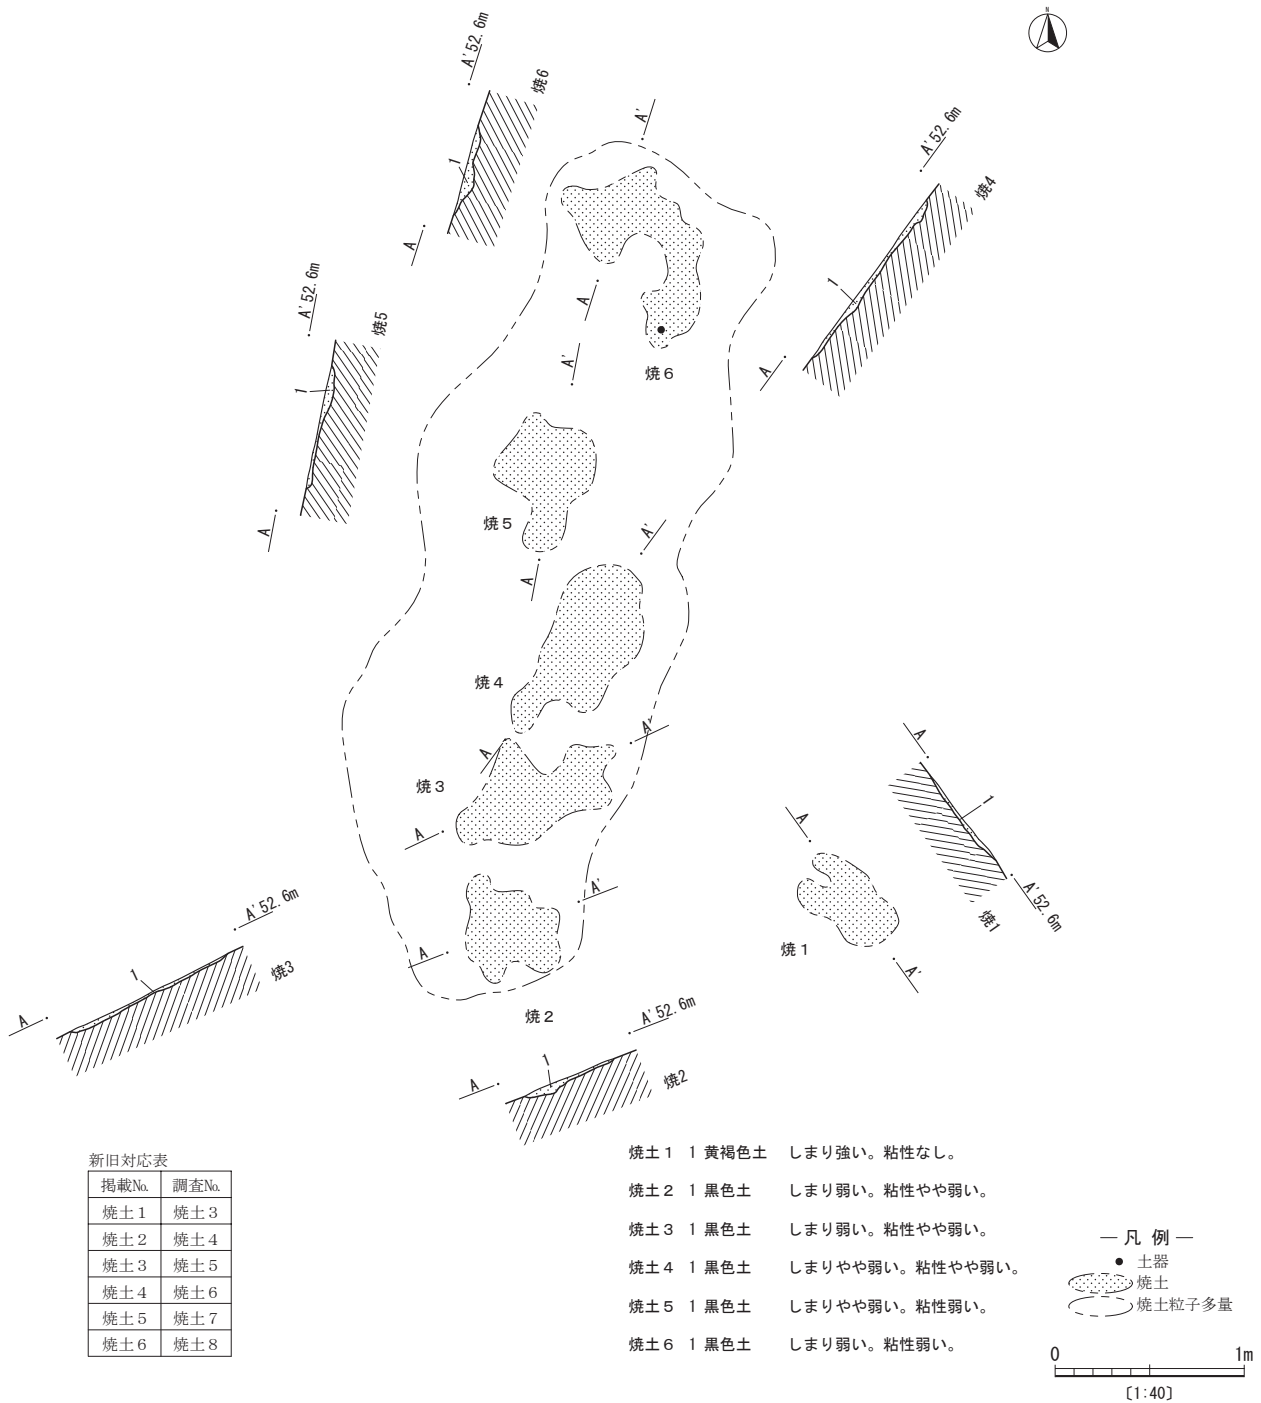 N
A' 52.6m
焼6
1
A
A'
A' 52.6m
焼4
1
A
A' 52.6m
焼5
1
A
A
A'
焼6
焼5
A
A'
焼4
A
A'
焼3
A
A
1
A' 52.6m
焼1
A
焼1
A'
A' 52.6m
焼3
1
A
A'
A
焼2
A' 52.6m
1
A
焼2
新旧対応表
掲載№ 調査№
焼土1 焼土3
焼土2 焼土4
焼土3 焼土5
焼土4 焼土6
焼土5 焼土7
焼土6 焼土8
焼土1 1 黄褐色土 しまり強い。粘性なし。
焼土2 1 黒色土 しまり弱い。粘性やや弱い。
焼土3 1 黒色土 しまり弱い。粘性やや弱い。
焼土4 1 黒色土 しまりやや弱い。粘性やや弱い。
焼土5 1 黒色土 しまりやや弱い。粘性弱い。
焼土6 1 黒色土 しまり弱い。粘性弱い。
― 凡 例 ―
土器
焼土
焼土粒子多量
0 1m
〔1:40〕